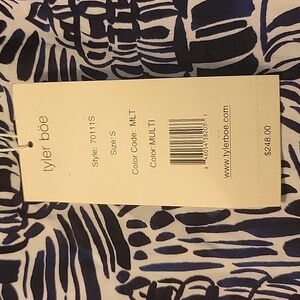 tyler böe
Style: 70111S
Size: S
Color Code: MLT
Color: MULTI
www.tylerboe.com
$248.00